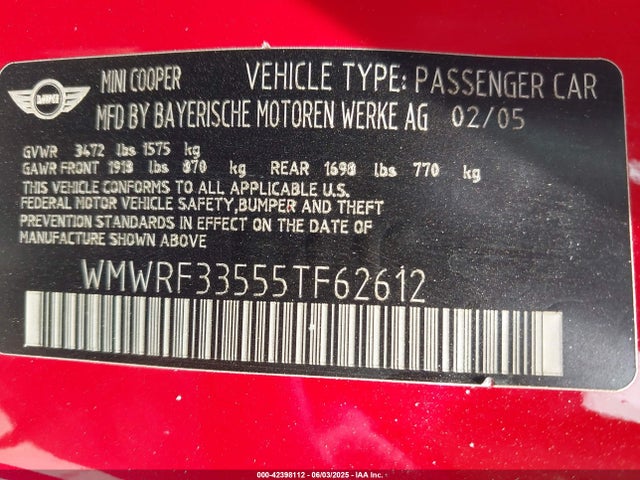 MINI COOPER VEHICLE TYPE: PASSENGER CAR
MFD BY BAYERISCHE MOTOREN WERKE AG 02/05
GVWR 3472 lbs 1575 kg
GAWR FRONT 1918 lbs 870 kg REAR 1698 lbs 770 kg
THIS VEHICLE CONFORMS TO ALL APPLICABLE U.S.
FEDERAL MOTOR VEHICLE SAFETY,BUMPER AND THEFT
PREVENTION STANDARDS IN EFFECT ON THE DATE OF
MANUFACTURE SHOWN ABOVE.
WMWRF33555TF62612
000-42398112 - 06/03/2025 - IAA Inc.